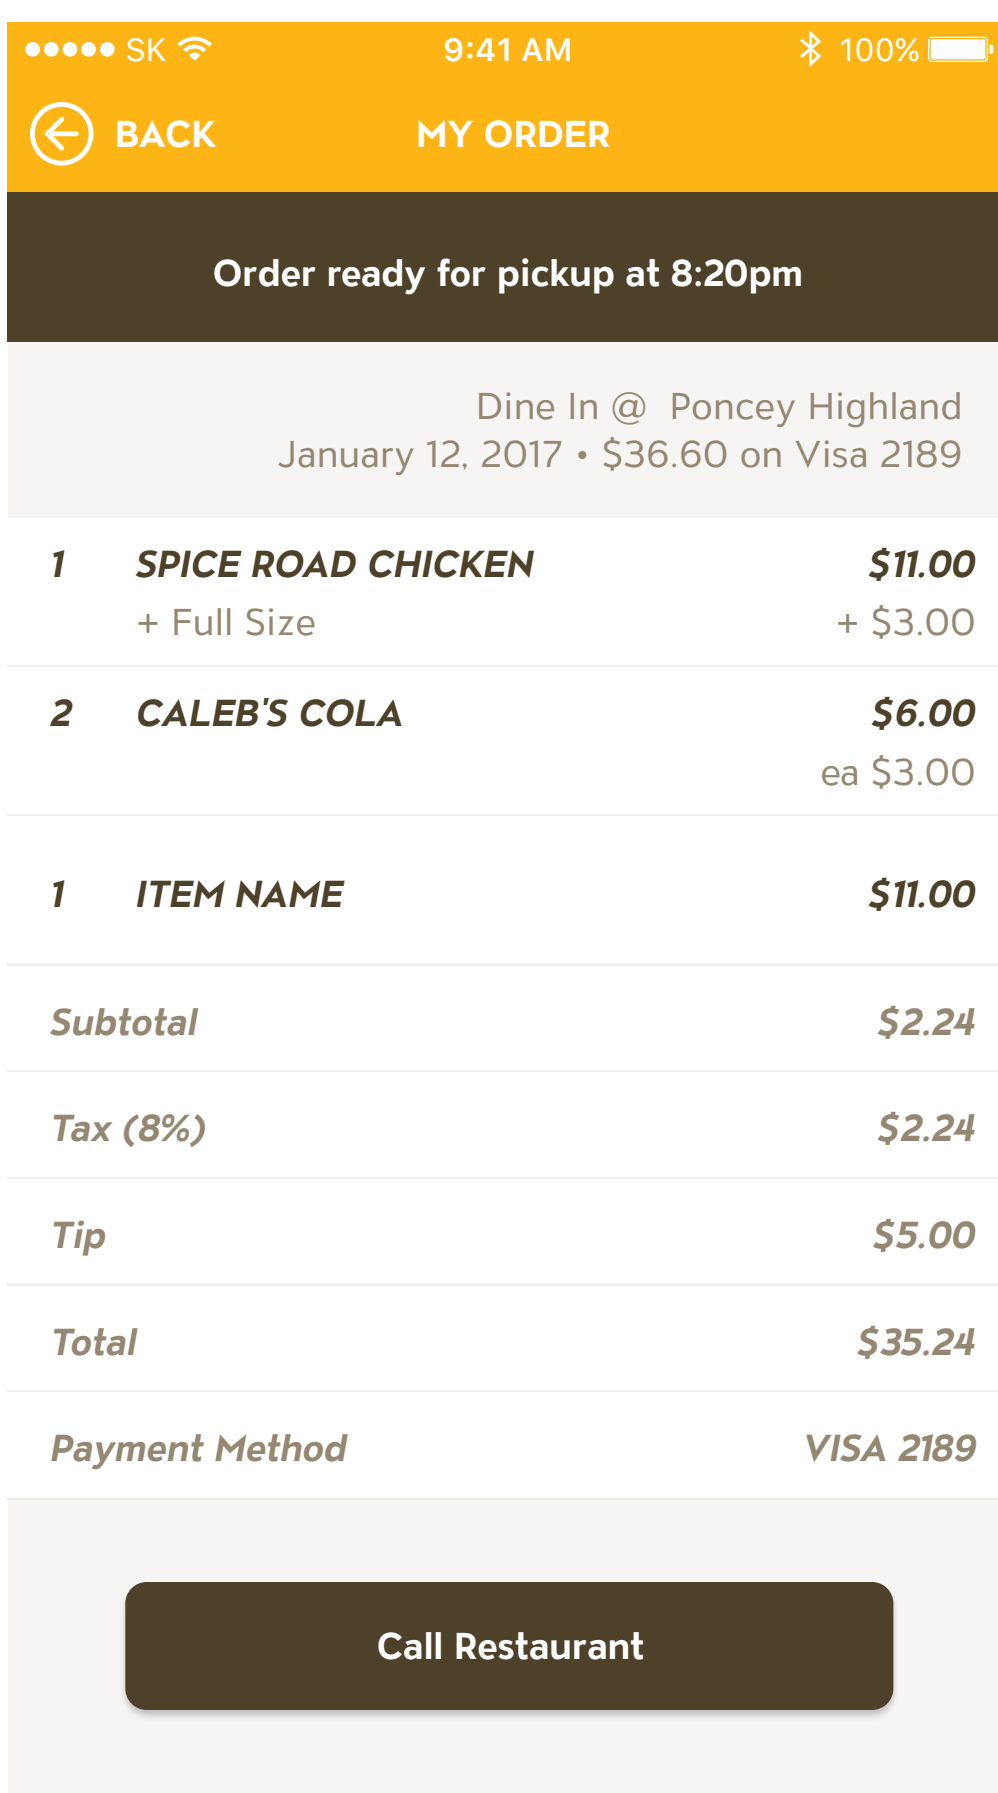 SK 9:41 AM 100%
BACK MY ORDER
Order ready for pickup at 8:20pm
Dine In @ Poncey Highland
January 12, 2017 • $36.60 on Visa 2189
1 SPICE ROAD CHICKEN $11.00
+ Full Size + $3.00
2 CALEB'S COLA $6.00
ea $3.00
1 ITEM NAME $11.00
Subtotal $2.24
Tax (8%) $2.24
Tip $5.00
Total $35.24
Payment Method VISA 2189
Call Restaurant